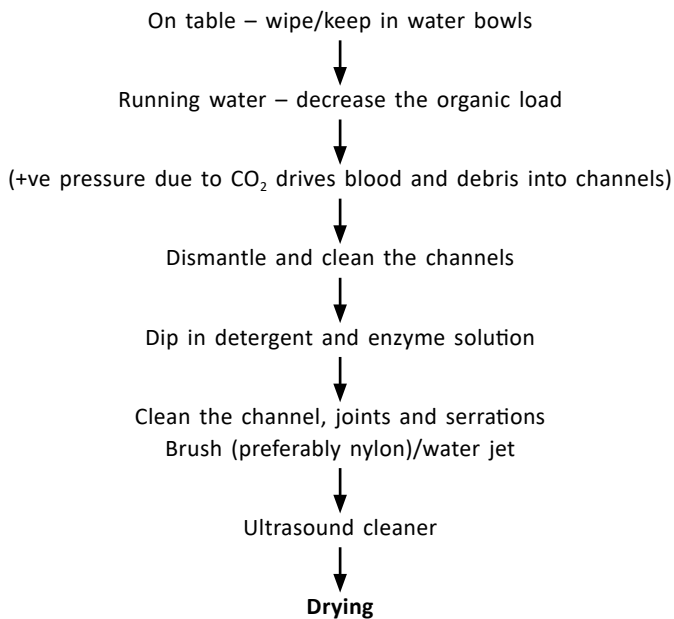 On table – wipe/keep in water bowls
Running water – decrease the organic load
(+ve pressure due to CO₂ drives blood and debris into channels)
Dismantle and clean the channels
Dip in detergent and enzyme solution
Clean the channel, joints and serrations
Brush (preferably nylon)/water jet
Ultrasound cleaner
Drying